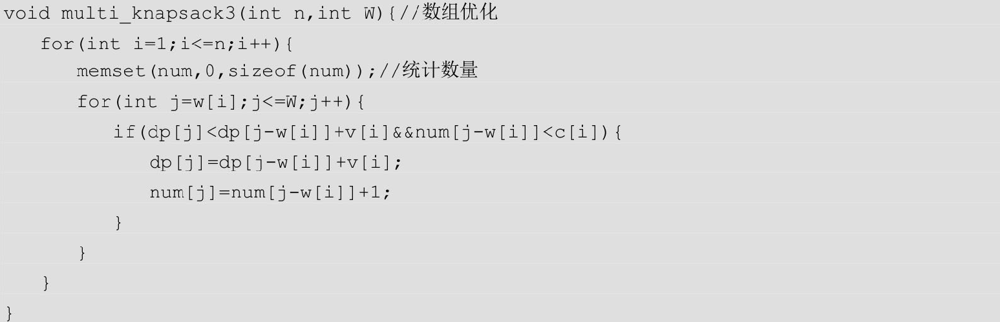 void multi_knapsack3(int n,int W){//数组优化
for(int i=1;i<=n;i++){
memset(num,0,sizeof(num));//统计数量
for(int j=w[i];j<=W;j++){
if(dp[j]<dp[j-w[i]]+v[i]&&num[j-w[i]]<c[i]){
dp[j]=dp[j-w[i]]+v[i];
num[j]=num[j-w[i]]+1;
}
}
}
}